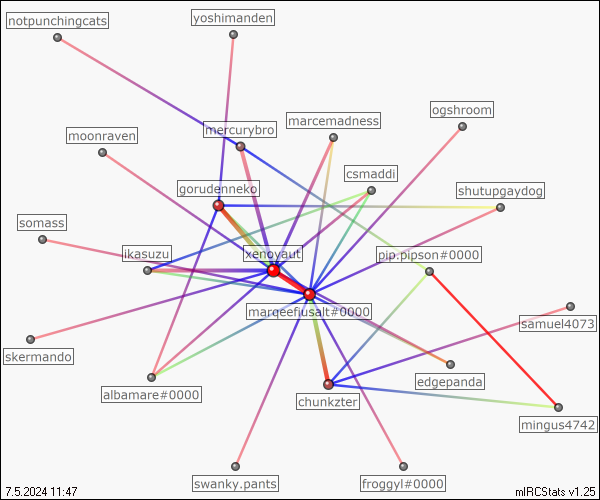 yoshimanden
notpunchingcats
ogshroom
marcemadness
mercurybro
moonraven
csmaddi
gorudenneko
shutupgaydog
somass
ikasuzu
xenoyaut
pip.pipson#0000
marqeefiusalt#0000
samuel4073
skermando
edgepanda
albamare#0000
chunkzter
mingus4742
swanky.pants
froggyl#0000
7.5.2024 11:47
mIRCStats v1.25